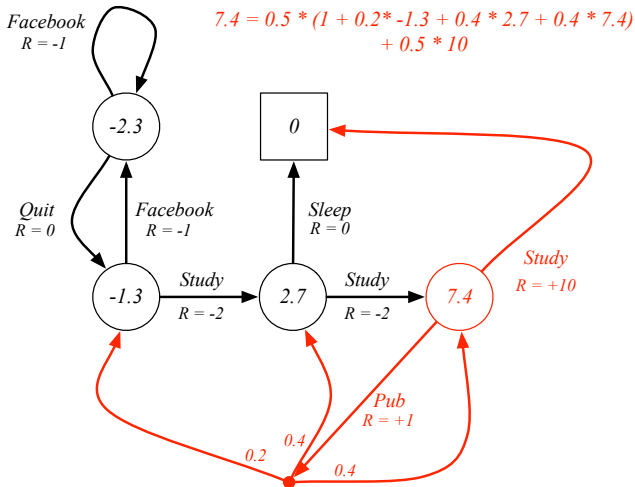 Facebook
R = -1
7.4 = 0.5 * (1 + 0.2* -1.3 + 0.4 * 2.7 + 0.4 * 7.4)
+ 0.5 * 10
-2.3
0
Quit
R = 0
Facebook
R = -1
Sleep
R = 0
Study
R = +10
-1.3
Study
R = -2
2.7
Study
R = -2
7.4
Pub
R = +1
0.2
0.4
0.4